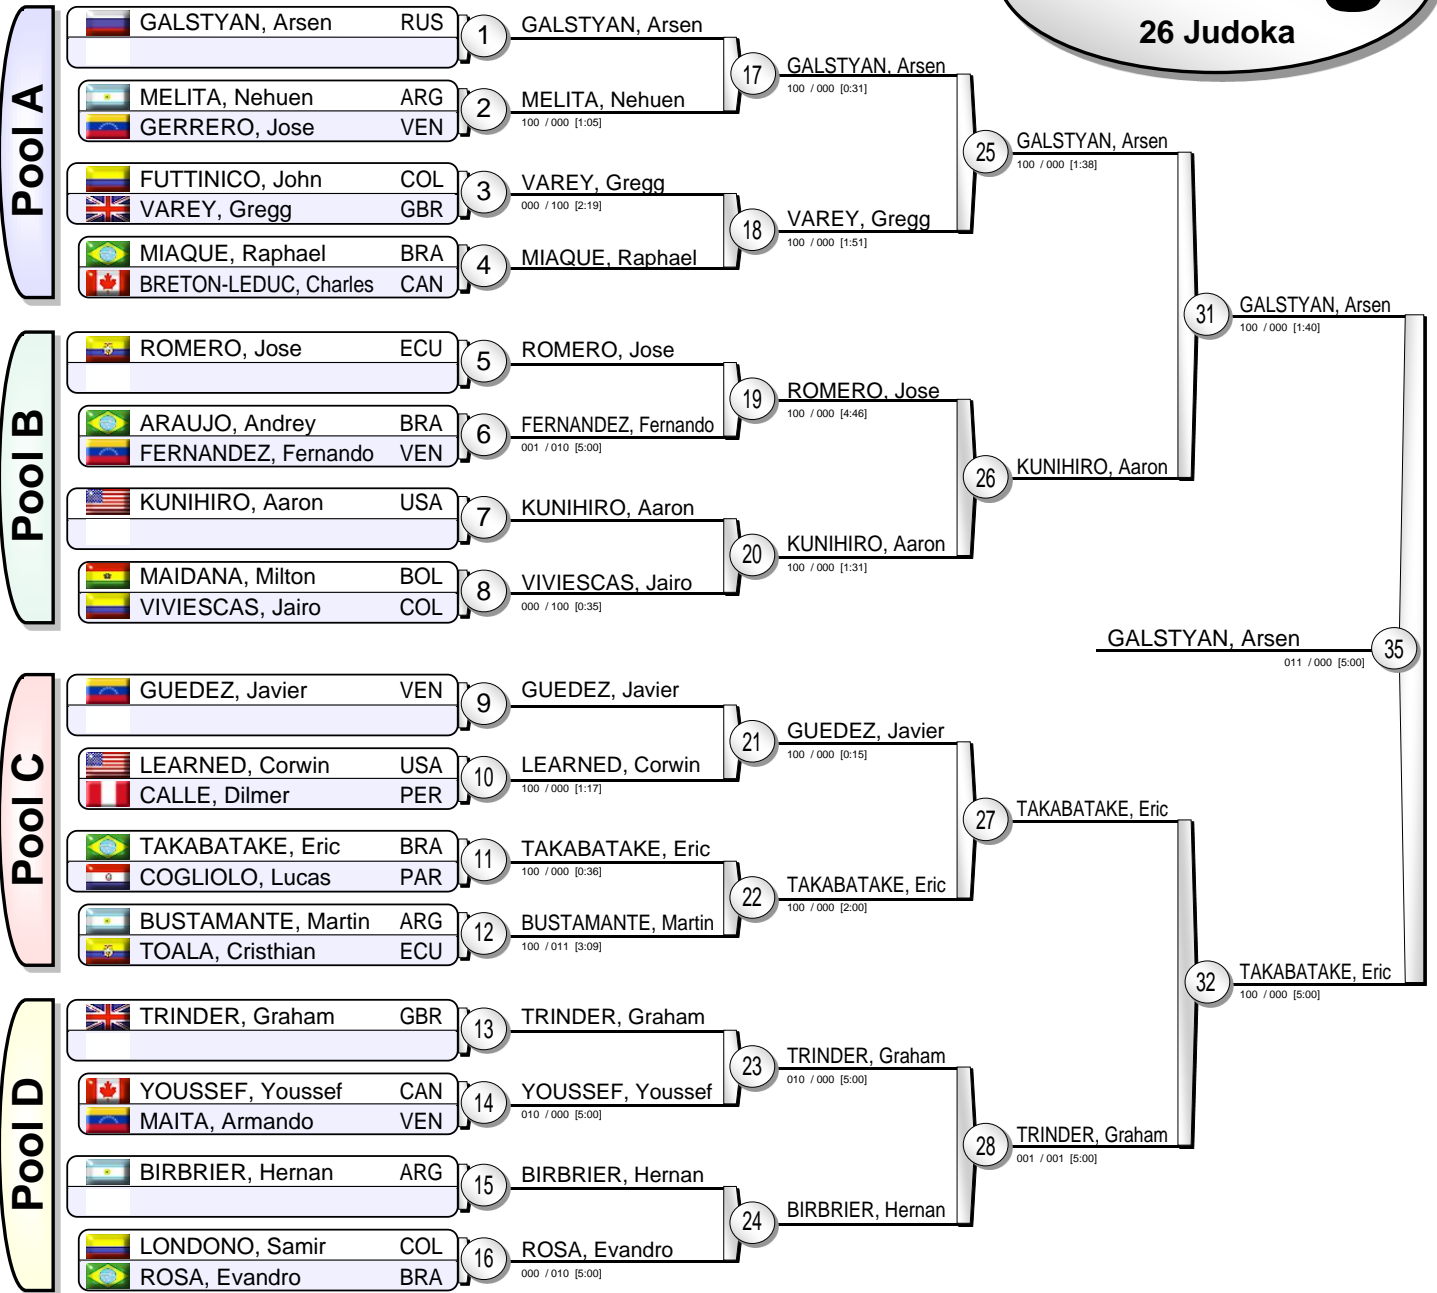 26 Judoka
Pool A
GALSTYAN, Arsen RUS
1
MELITA, Nehuen ARG
GERRERO, Jose VEN
2
FUTTINICO, John COL
VAREY, Gregg GBR
3
MIAQUE, Raphael BRA
BRETON-LEDUC, Charles CAN
4
Pool B
ROMERO, Jose ECU
5
ARAUJO, Andrey BRA
FERNANDEZ, Fernando VEN
6
KUNIHIRO, Aaron USA
7
MAIDANA, Milton BOL
VIVIESCAS, Jairo COL
8
Pool C
GUEDEZ, Javier VEN
9
LEARNED, Corwin USA
CALLE, Dilmer PER
10
TAKABATAKE, Eric BRA
COGLIOLO, Lucas PAR
11
BUSTAMANTE, Martin ARG
TOALA, Cristhian ECU
12
Pool D
TRINDER, Graham GBR
13
YOUSSEF, Youssef CAN
MAITA, Armando VEN
14
BIRBRIER, Hernan ARG
15
LONDONO, Samir COL
ROSA, Evandro BRA
16
GALSTYAN, Arsen
MELITA, Nehuen
100 / 000 [1:05]
17
VAREY, Gregg
000 / 100 [2:19]
MIAQUE, Raphael
18
ROMERO, Jose
FERNANDEZ, Fernando
001 / 010 [5:00]
19
KUNIHIRO, Aaron
VIVIESCAS, Jairo
000 / 100 [0:35]
20
GUEDEZ, Javier
LEARNED, Corwin
100 / 000 [1:17]
21
TAKABATAKE, Eric
100 / 000 [0:36]
BUSTAMANTE, Martin
100 / 011 [3:09]
22
TRINDER, Graham
YOUSSEF, Youssef
010 / 000 [5:00]
23
BIRBRIER, Hernan
ROSA, Evandro
000 / 010 [5:00]
24
GALSTYAN, Arsen
100 / 000 [0:31]
VAREY, Gregg
100 / 000 [1:51]
25
ROMERO, Jose
100 / 000 [4:46]
KUNIHIRO, Aaron
100 / 000 [1:31]
26
GUEDEZ, Javier
100 / 000 [0:15]
TAKABATAKE, Eric
100 / 000 [2:00]
27
TRINDER, Graham
010 / 000 [5:00]
BIRBRIER, Hernan
28
GALSTYAN, Arsen
100 / 000 [1:38]
KUNIHIRO, Aaron
31
TAKABATAKE, Eric
TRINDER, Graham
001 / 001 [5:00]
32
GALSTYAN, Arsen
100 / 000 [1:40]
TAKABATAKE, Eric
100 / 000 [5:00]
GALSTYAN, Arsen
011 / 000 [5:00]
35